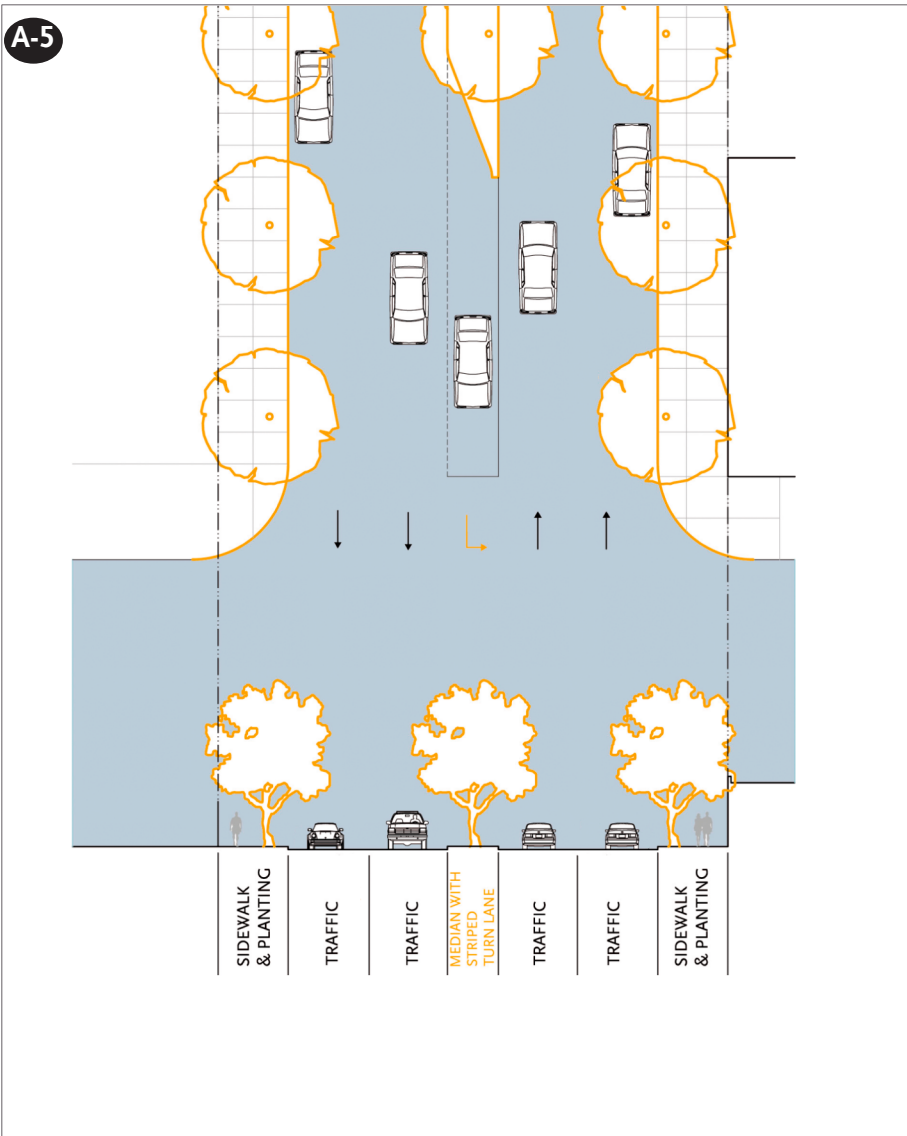 A-5
SIDEWALK
& PLANTING
TRAFFIC
TRAFFIC
MEDIAN WITH
STRIPED
TURN LANE
TRAFFIC
TRAFFIC
SIDEWALK
& PLANTING